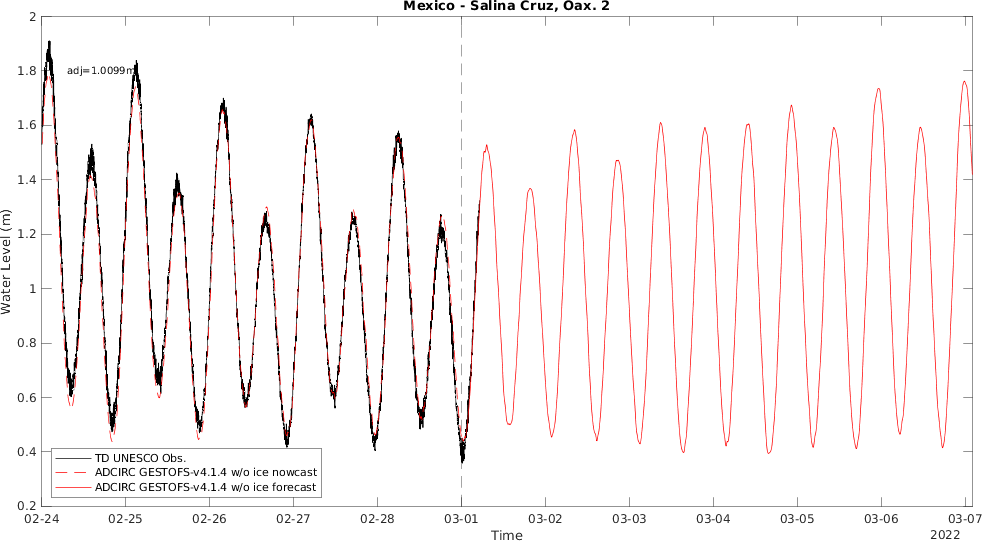 Mexico - Salina Cruz, Oax. 2
2
1.8
1.6
1.4
1.2
1
0.8
0.6
0.4
0.2
Water Level (m)
adj=1.0099m
TD UNESCO Obs.
ADCIRC GESTOFS-v4.1.4 w/o ice nowcast
ADCIRC GESTOFS-v4.1.4 w/o ice forecast
02-24 02-25 02-26 02-27 02-28 03-01 03-02 03-03 03-04 03-05 03-06 03-07
Time
2022